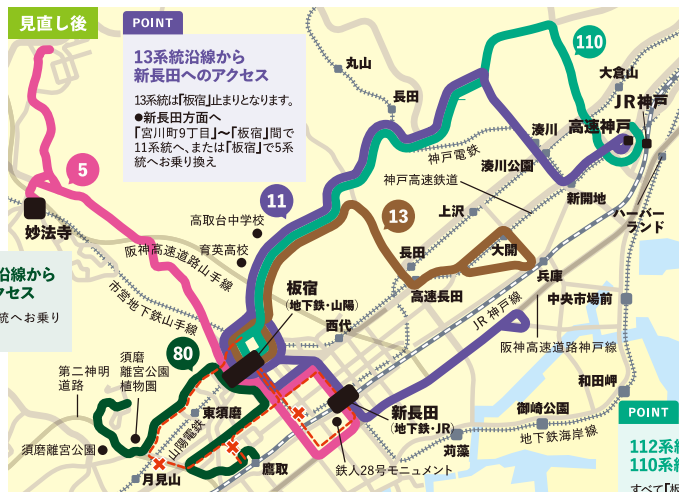 見直し後
POINT
13系統沿線から
新長田へのアクセス
13系統は「板宿」止まりとなります。
●新長田方面へ
「宮川町9丁目」～「板宿」間で
11系統へ、または「板宿」で5系
統へお乗り換え
110
丸山
大倉山
長田
JR神戸
高速神戸
湊川
神戸電鉄
湊川公園
5
神戸高速鉄道
新開地
11
13
上沢
ハーバー
ランド
妙法寺
高取台中学校
育英高校
阪神高速道路山手線
長田
大開
兵庫
沿線から
クセス
統へお乗り
市営地下鉄山手線
板宿
(地下鉄・山陽)
高速長田
中央市場前
西代
JR神戸線
阪神高速道路神戸線
80
須磨
離宮公園
植物園
第二神明
道路
和田岬
東須磨
新長田
(地下鉄・JR)
御崎公園
POINT
須磨離宮公園
山陽電鉄
地下鉄海岸線
苅藻
112系統
110系統
月見山
鷹取
鉄人28号モニュメント
すべて「板